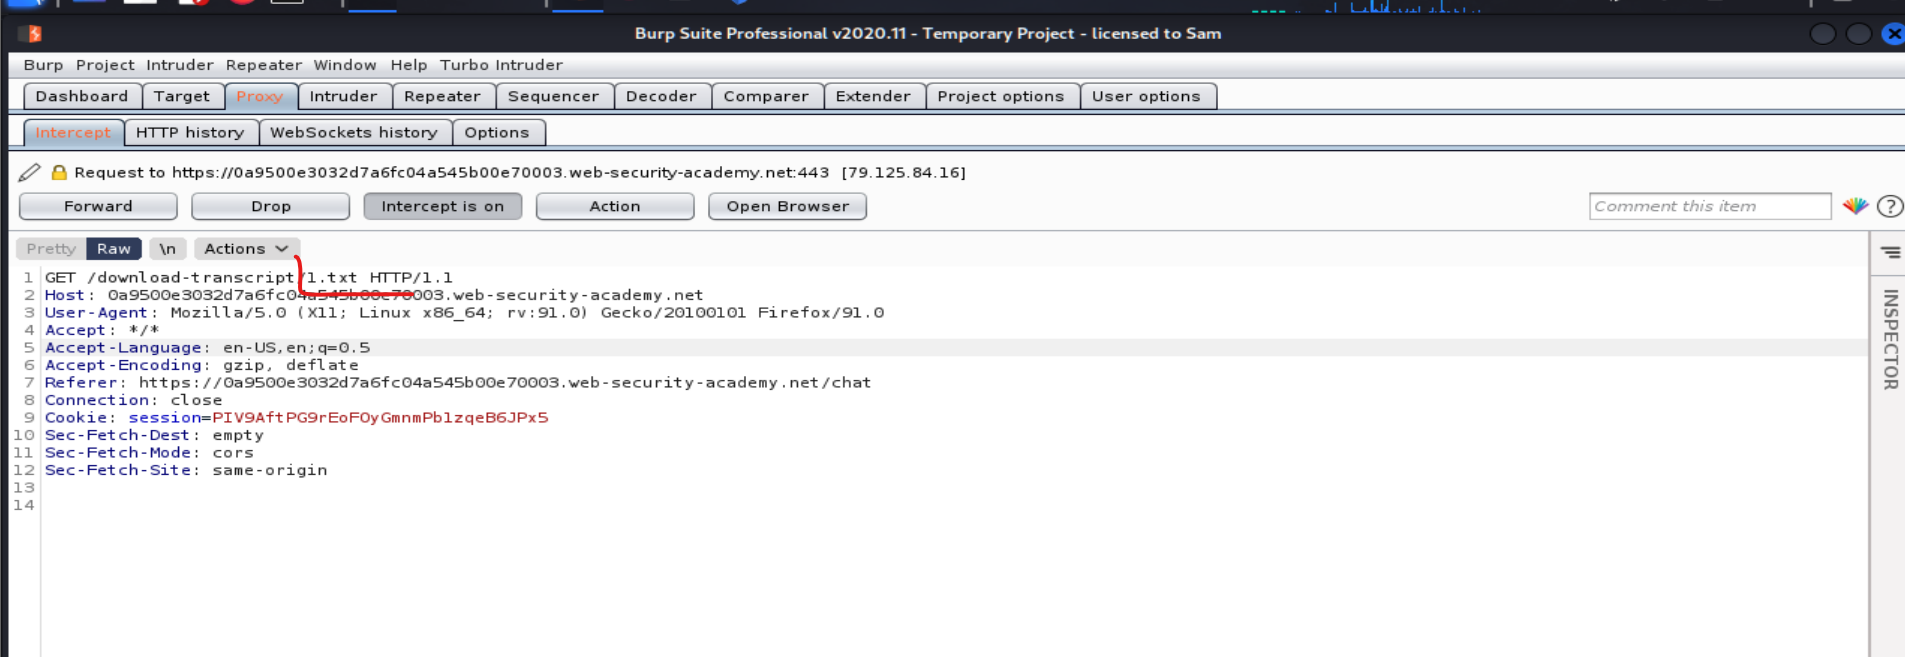 Burp Suite Professional v2020.11 - Temporary Project - licensed to Sam
Burp Project Intruder Repeater Window Help Turbo Intruder
Dashboard Target Proxy Intruder Repeater Sequencer Decoder Comparer Extender Project options User options
Intercept HTTP history WebSockets history Options
Request to https://0a9500e3032d7a6fc04a545b00e70003.web-security-academy.net:443 [79.125.84.16]
Forward Drop Intercept is on Action Open Browser Comment this item ?
Pretty Raw \n Actions
1 GET /download-transcript/1.txt HTTP/1.1
2 Host: 0a9500e3032d7a6fc04a545b00e70003.web-security-academy.net
3 User-Agent: Mozilla/5.0 (X11; Linux x86_64; rv:91.0) Gecko/20100101 Firefox/91.0
4 Accept: */*
5 Accept-Language: en-US,en;q=0.5
6 Accept-Encoding: gzip, deflate
7 Referer: https://0a9500e3032d7a6fc04a545b00e70003.web-security-academy.net/chat
8 Connection: close
9 Cookie: session=PIV9AftPG9rEoFOyGmnmPblzqeB6JPx5
10 Sec-Fetch-Dest: empty
11 Sec-Fetch-Mode: cors
12 Sec-Fetch-Site: same-origin
13
14
INSPECTOR